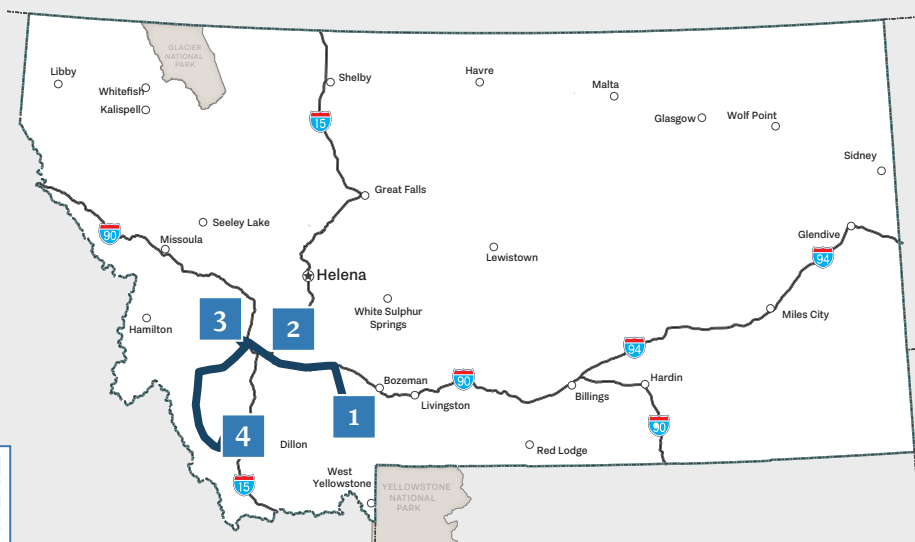 GLACIER
NATIONAL
PARK
Libby
Whitefish
Kalispell
Shelby
Havre
Malta
Glasgow
Wolf Point
Sidney
15
Great Falls
Seeley Lake
90
Missoula
Lewistown
Glendive
94
Helena
White Sulphur
Springs
Miles City
Hamilton
3
2
94
Bozeman
90
Livingston
Billings
Hardin
1
90
4
Dillon
Red Lodge
15
West
Yellowstone
YELLOWSTONE
NATIONAL
PARK